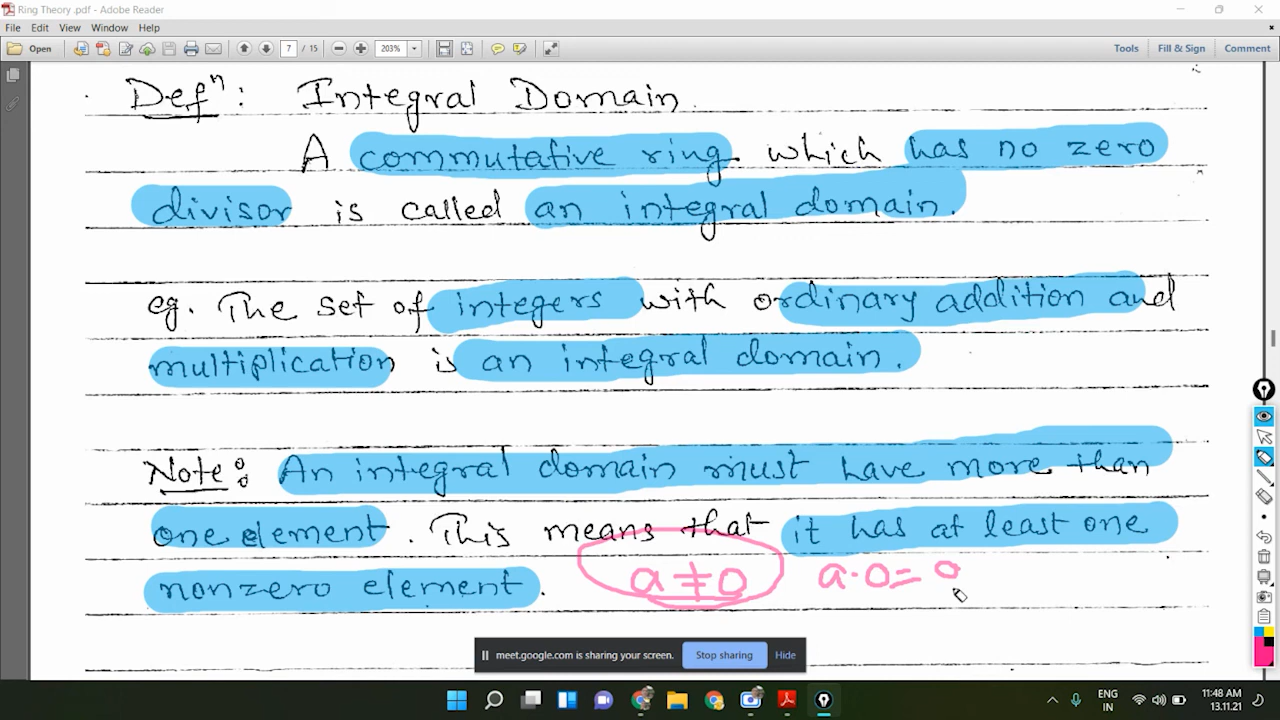 Ring Theory .pdf - Adobe Reader
File Edit View Window Help
Open 7 / 15 203% Tools Fill & Sign Comment
Defⁿ: Integral Domain
A commutative ring which has no zero
divisor is called an integral domain.
eg. The set of integers with ordinary addition and
multiplication is an integral domain.
Note: An integral domain must have more than
one element. This means that it has at least one
nonzero element. a ≠ 0 a·0=0
meet.google.com is sharing your screen. Stop sharing Hide
ENG 11:48 AM
IN 13.11.21